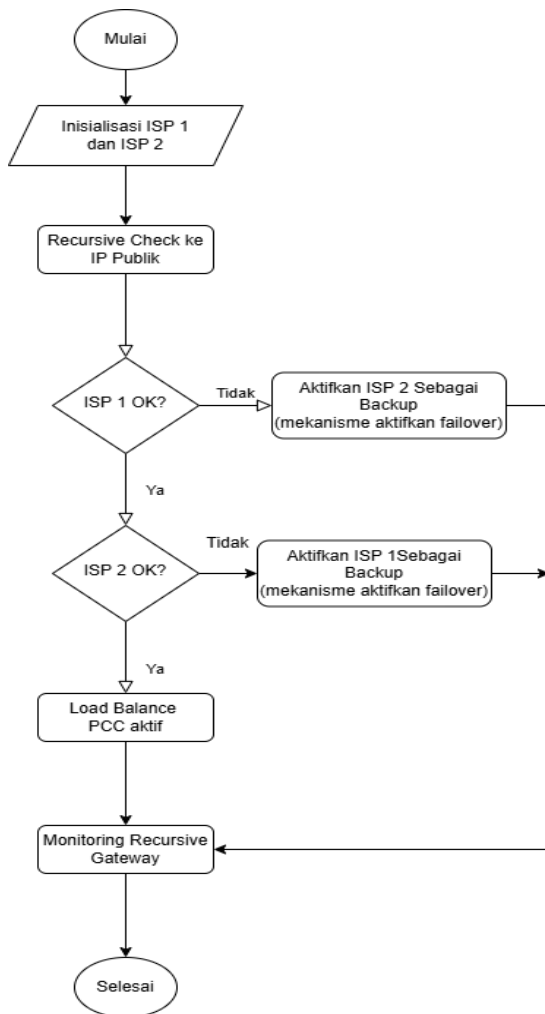 Mulai
Inisialisasi ISP 1
dan ISP 2
Recursive Check ke
IP Publik
ISP 1 OK?
Tidak
Aktifkan ISP 2 Sebagai
Backup
(mekanisme aktifkan failover)
Ya
ISP 2 OK?
Tidak
Aktifkan ISP 1Sebagai
Backup
(mekanisme aktifkan failover)
Ya
Load Balance
PCC aktif
Monitoring Recursive
Gateway
Selesai